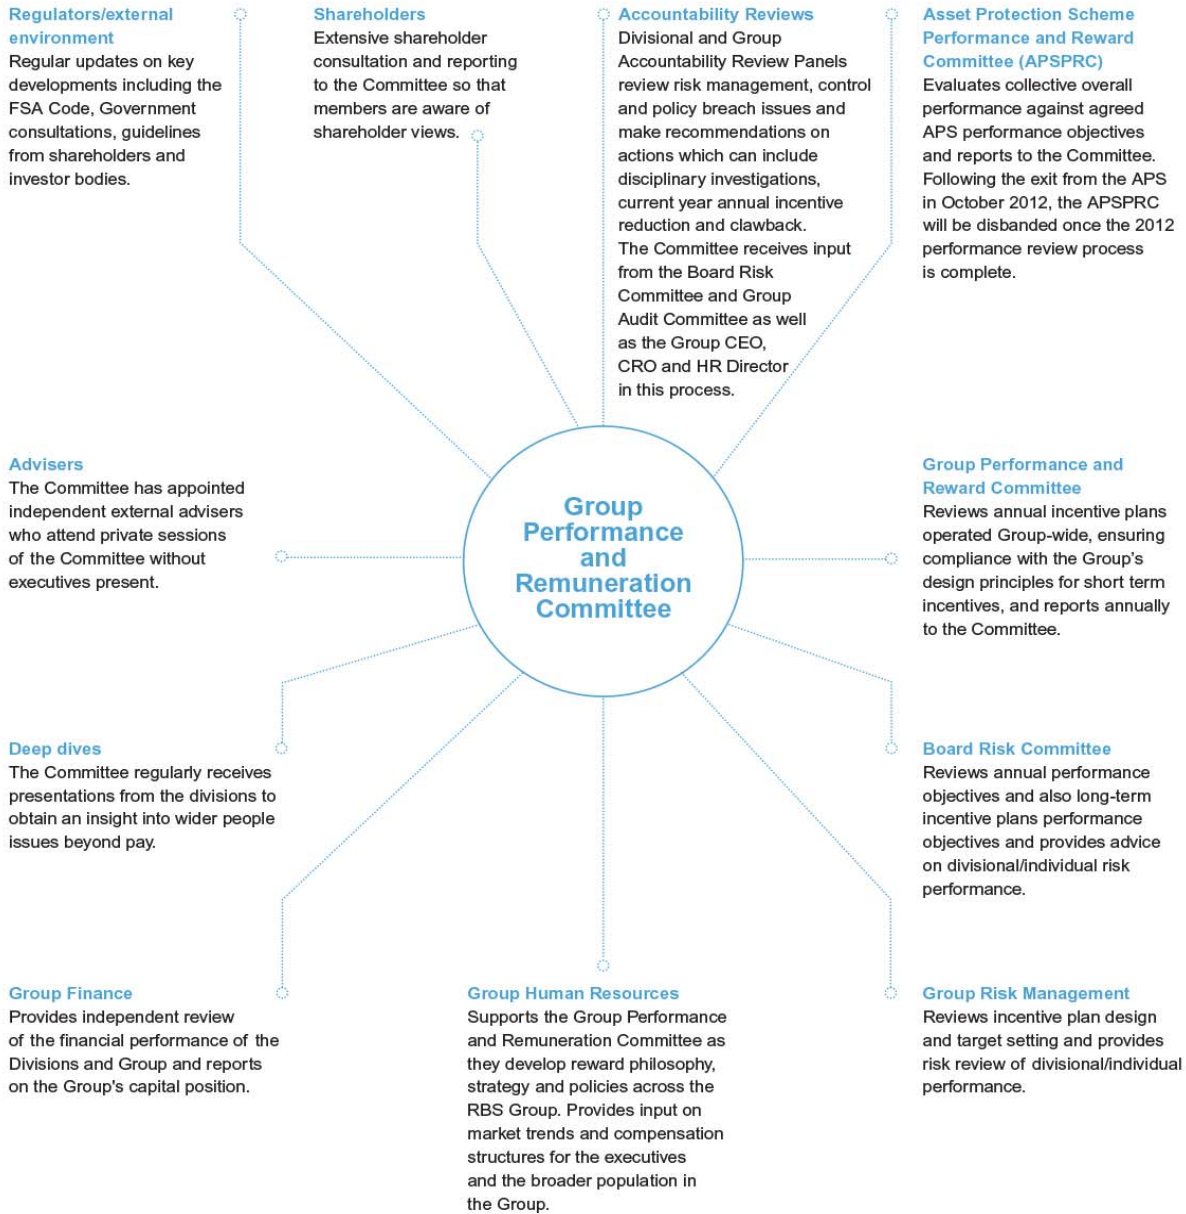 Regulators/external
environment
Regular updates on key
developments including the
FSA Code, Government
consultations, guidelines
from shareholders and
investor bodies.
Shareholders
Extensive shareholder
consultation and reporting
to the Committee so that
members are aware of
shareholder views.
Accountability Reviews
Divisional and Group
Accountability Review Panels
review risk management, control
and policy breach issues and
make recommendations on
actions which can include
disciplinary investigations,
current year annual incentive
reduction and clawback.
The Committee receives input
from the Board Risk
Committee and Group
Audit Committee as well
as the Group CEO,
CRO and HR Director
in this process.
Asset Protection Scheme
Performance and Reward
Committee (APSPRC)
Evaluates collective overall
performance against agreed
APS performance objectives
and reports to the Committee.
Following the exit from the APS
in October 2012, the APSPRC
will be disbanded once the 2012
performance review process
is complete.
Advisers
The Committee has appointed
independent external advisers
who attend private sessions
of the Committee without
executives present.
Group
Performance
and
Remuneration
Committee
Group Performance and
Reward Committee
Reviews annual incentive plans
operated Group-wide, ensuring
compliance with the Group's
design principles for short term
incentives, and reports annually
to the Committee.
Deep dives
The Committee regularly receives
presentations from the divisions to
obtain an insight into wider people
issues beyond pay.
Board Risk Committee
Reviews annual performance
objectives and also long-term
incentive plans performance
objectives and provides advice
on divisional/individual risk
performance.
Group Finance
Provides independent review
of the financial performance of the
Divisions and Group and reports
on the Group's capital position.
Group Human Resources
Supports the Group Performance
and Remuneration Committee as
they develop reward philosophy,
strategy and policies across the
RBS Group. Provides input on
market trends and compensation
structures for the executives
and the broader population in
the Group.
Group Risk Management
Reviews incentive plan design
and target setting and provides
risk review of divisional/individual
performance.